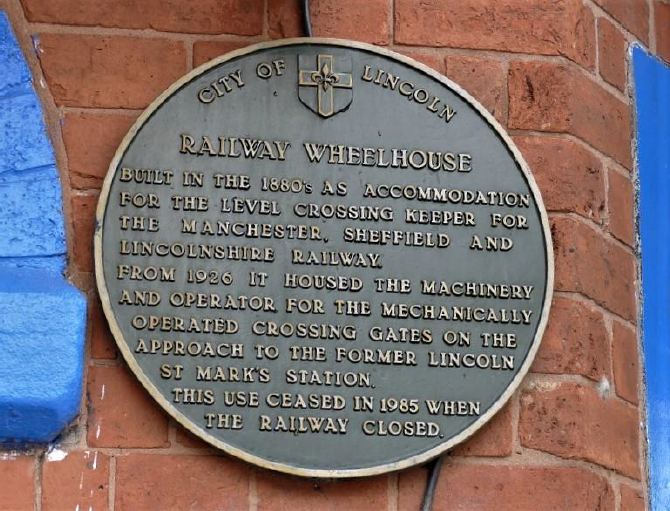 CITY OF LINCOLN
RAILWAY WHEELHOUSE
BUILT IN THE 1880's AS ACCOMMODATION
FOR THE LEVEL CROSSING KEEPER FOR
THE MANCHESTER, SHEFFIELD AND
LINCOLNSHIRE RAILWAY.
FROM 1926 IT HOUSED THE MACHINERY
AND OPERATOR FOR THE MECHANICALLY
OPERATED CROSSING GATES ON THE
APPROACH TO THE FORMER LINCOLN
ST MARK'S STATION.
THIS USE CEASED IN 1985 WHEN
THE RAILWAY CLOSED.